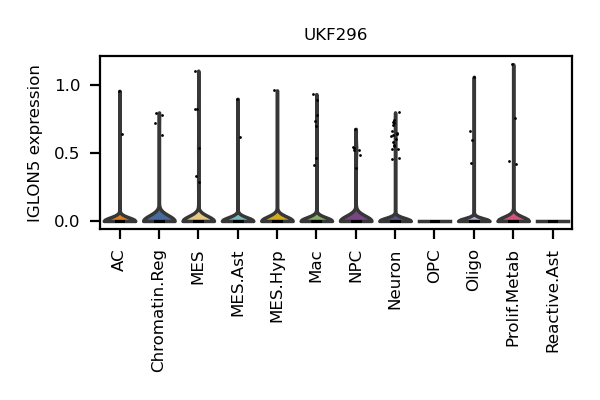 UKF296
IGLON5 expression
1.0
0.5
0.0
AC
Chromatin.Reg
MES
MES.Ast
MES.Hyp
Mac
NPC
Neuron
OPC
Oligo
Prolif.Metab
Reactive.Ast